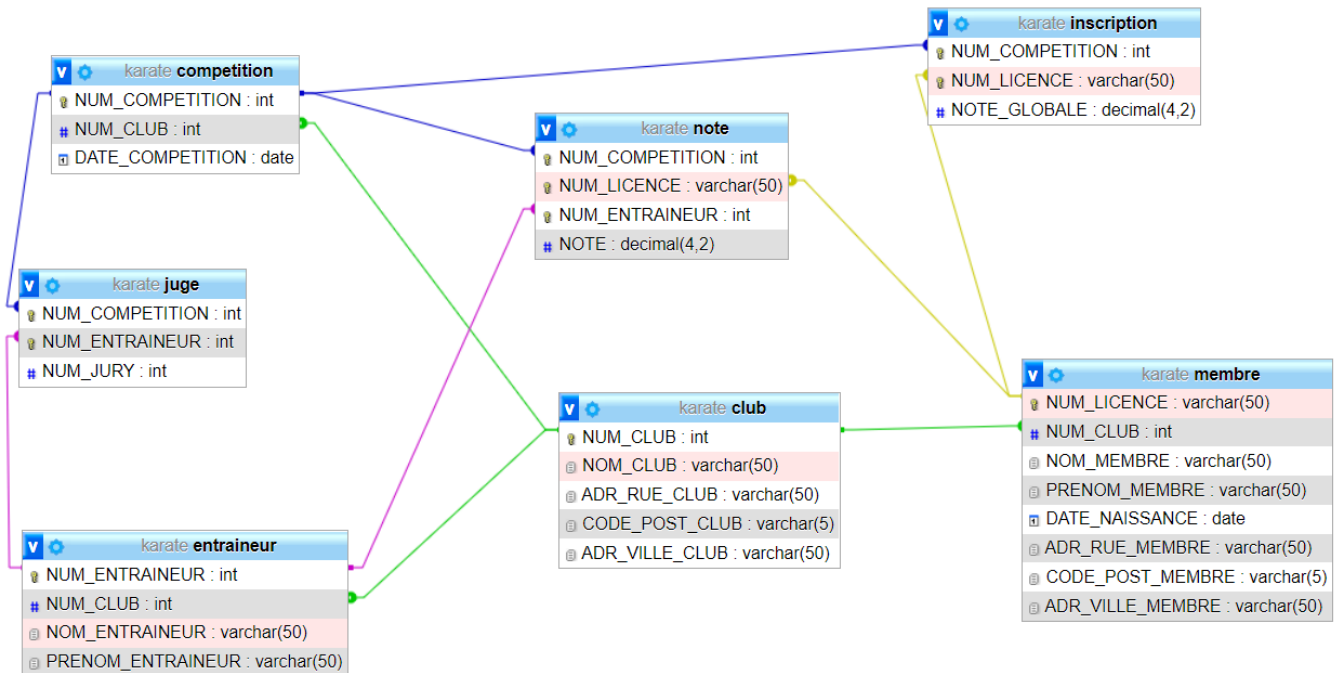 v karate competition
NUM_COMPETITION : int
# NUM_CLUB : int
DATE_COMPETITION : date
v karate inscription
NUM_COMPETITION : int
NUM_LICENCE : varchar(50)
# NOTE_GLOBALE : decimal(4,2)
v karate note
NUM_COMPETITION : int
NUM_LICENCE : varchar(50)
NUM_ENTRAINEUR : int
# NOTE : decimal(4,2)
v karate juge
NUM_COMPETITION : int
NUM_ENTRAINEUR : int
# NUM_JURY : int
v karate club
NUM_CLUB : int
NOM_CLUB : varchar(50)
ADR_RUE_CLUB : varchar(50)
CODE_POST_CLUB : varchar(5)
ADR_VILLE_CLUB : varchar(50)
v karate membre
NUM_LICENCE : varchar(50)
# NUM_CLUB : int
NOM_MEMBRE : varchar(50)
PRENOM_MEMBRE : varchar(50)
DATE_NAISSANCE : date
ADR_RUE_MEMBRE : varchar(50)
CODE_POST_MEMBRE : varchar(5)
ADR_VILLE_MEMBRE : varchar(50)
v karate entraineur
NUM_ENTRAINEUR : int
# NUM_CLUB : int
NOM_ENTRAINEUR : varchar(50)
PRENOM_ENTRAINEUR : varchar(50)